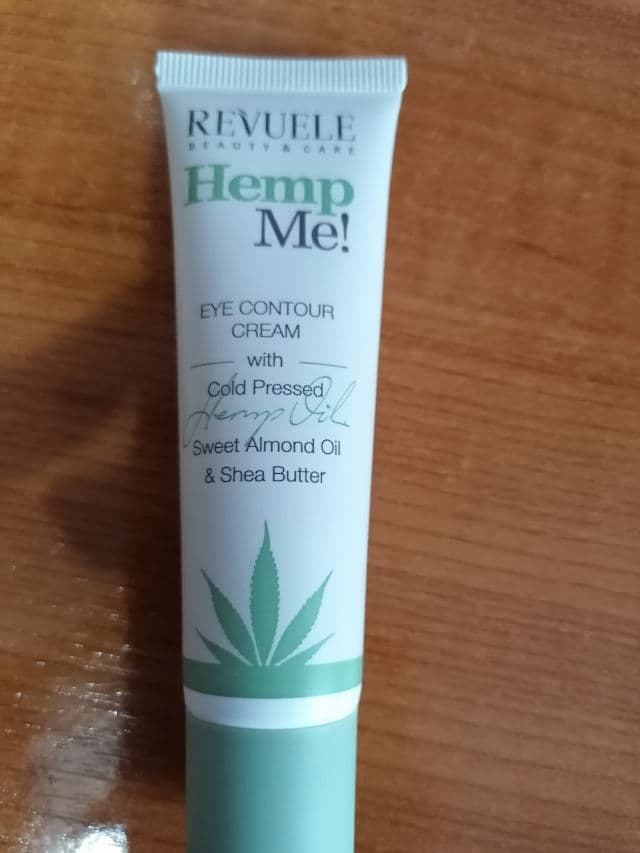 REVUELE
BEAUTY & CARE
Hemp
Me!
EYE CONTOUR
CREAM
with
Cold Pressed
Hemp Oil
Sweet Almond Oil
& Shea Butter